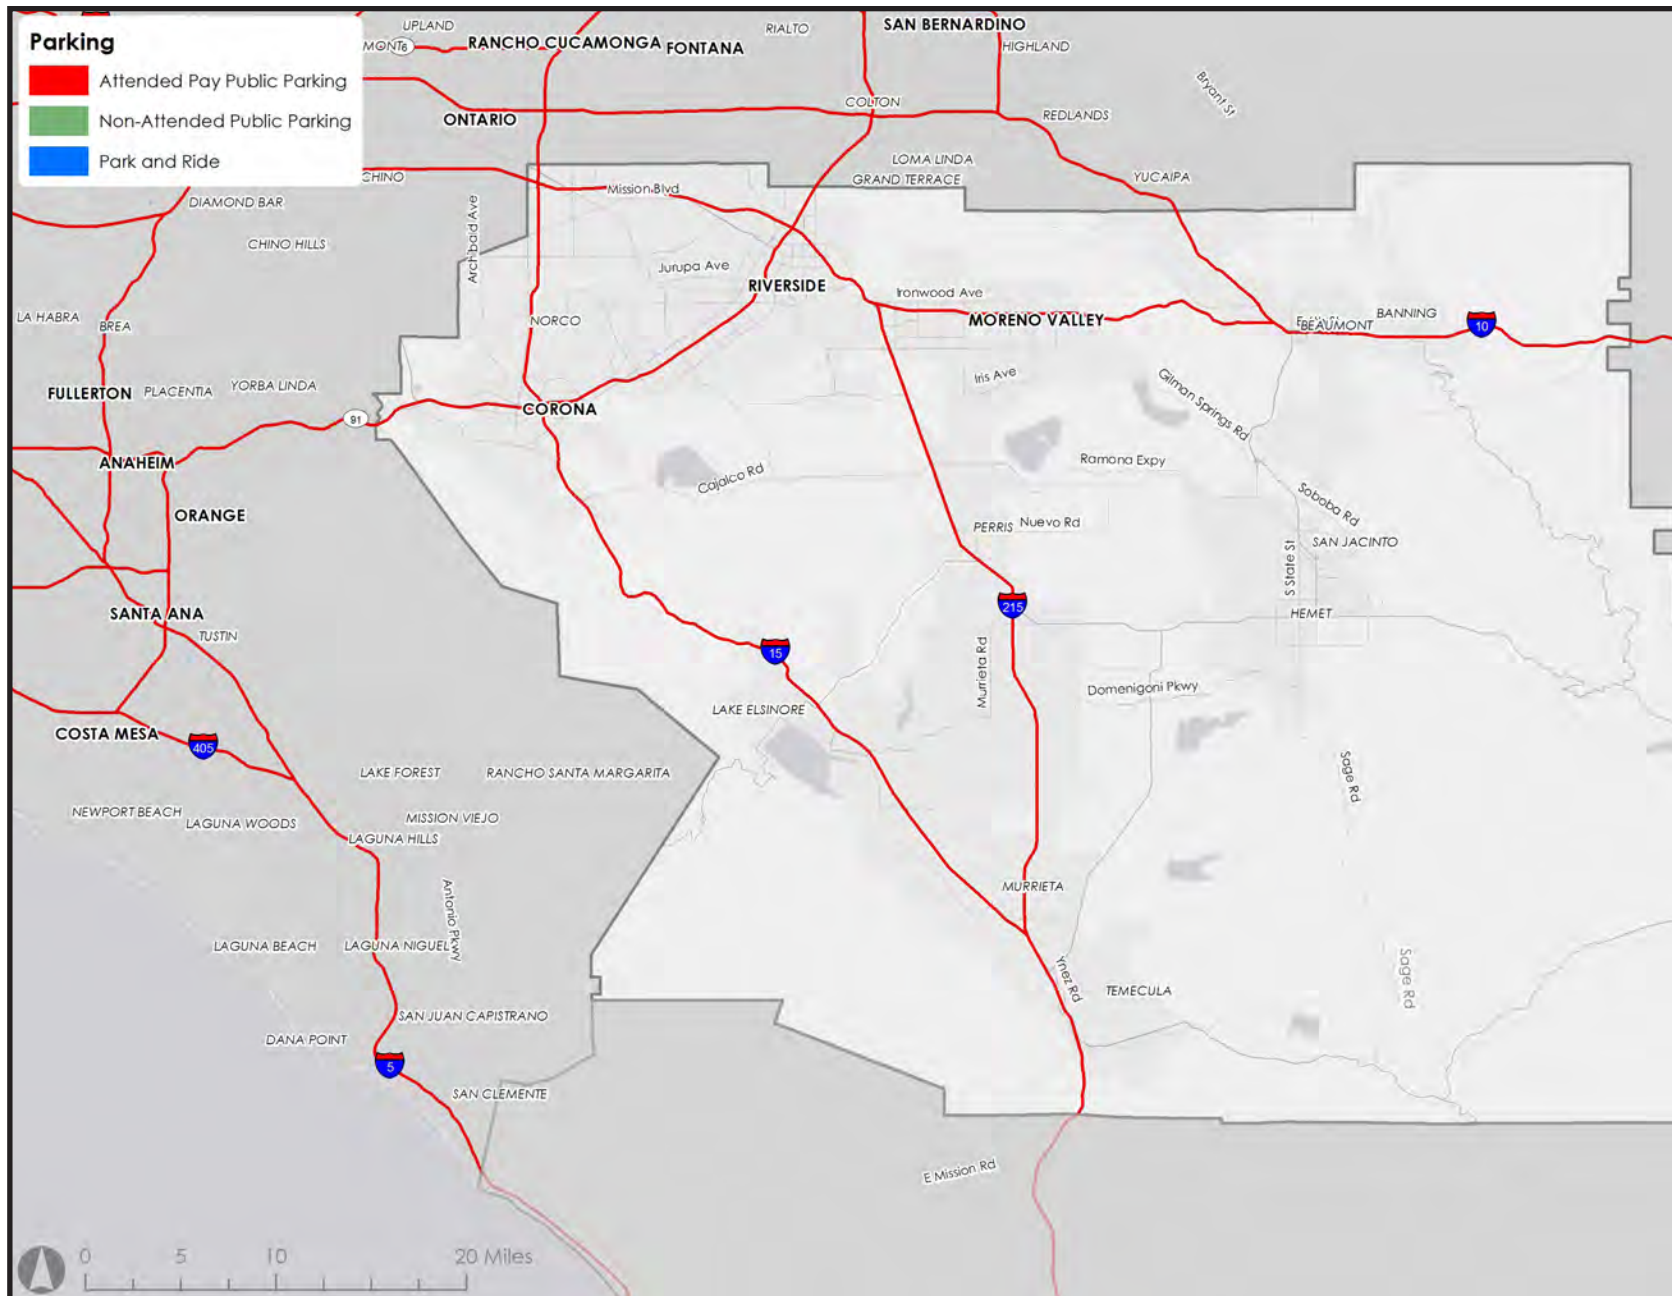 Parking
Attended Pay Public Parking
Non-Attended Public Parking
Park and Ride
UPLAND
RIALTO
SAN BERNARDINO
RANCHO CUCAMONGA
FONTANA
HIGHLAND
Bryant St
COLTON
ONTARIO
REDLANDS
LOMA LINDA
CHINO
GRAND TERRACE
YUCAIPA
Mission Blvd
DIAMOND BAR
Archibald Ave
CHINO HILLS
Jurupa Ave
RIVERSIDE
Ironwood Ave
LA HABRA
BREA
NORCO
MORENO VALLEY
BEAUMONT
BANNING
10
Iris Ave
Gilman Springs Rd
FULLERTON
PLACENTIA
YORBA LINDA
91
CORONA
ANAHEIM
Cajalco Rd
Ramona Expy
Soboba Rd
ORANGE
PERRIS
Nuevo Rd
SAN JACINTO
S State St
SANTA ANA
TUSTIN
215
HEMET
15
Murrieta Rd
Domenigoni Pkwy
LAKE ELSINORE
COSTA MESA
405
LAKE FOREST
RANCHO SANTA MARGARITA
Sage Rd
NEWPORT BEACH
LAGUNA WOODS
MISSION VIEJO
LAGUNA HILLS
MURRIETA
Antonio Pkwy
LAGUNA BEACH
LAGUNA NIGUEL
Ynez Rd
TEMECULA
Sage Rd
SAN JUAN CAPISTRANO
DANA POINT
5
SAN CLEMENTE
E Mission Rd
0 5 10 20 Miles